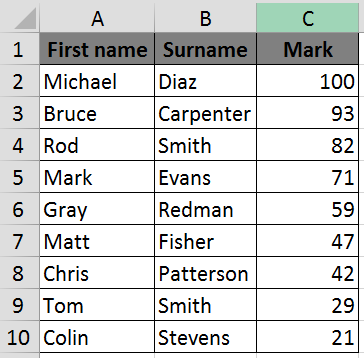 A B C
1 First name Surname Mark
2 Michael Diaz 100
3 Bruce Carpenter 93
4 Rod Smith 82
5 Mark Evans 71
6 Gray Redman 59
7 Matt Fisher 47
8 Chris Patterson 42
9 Tom Smith 29
10 Colin Stevens 21